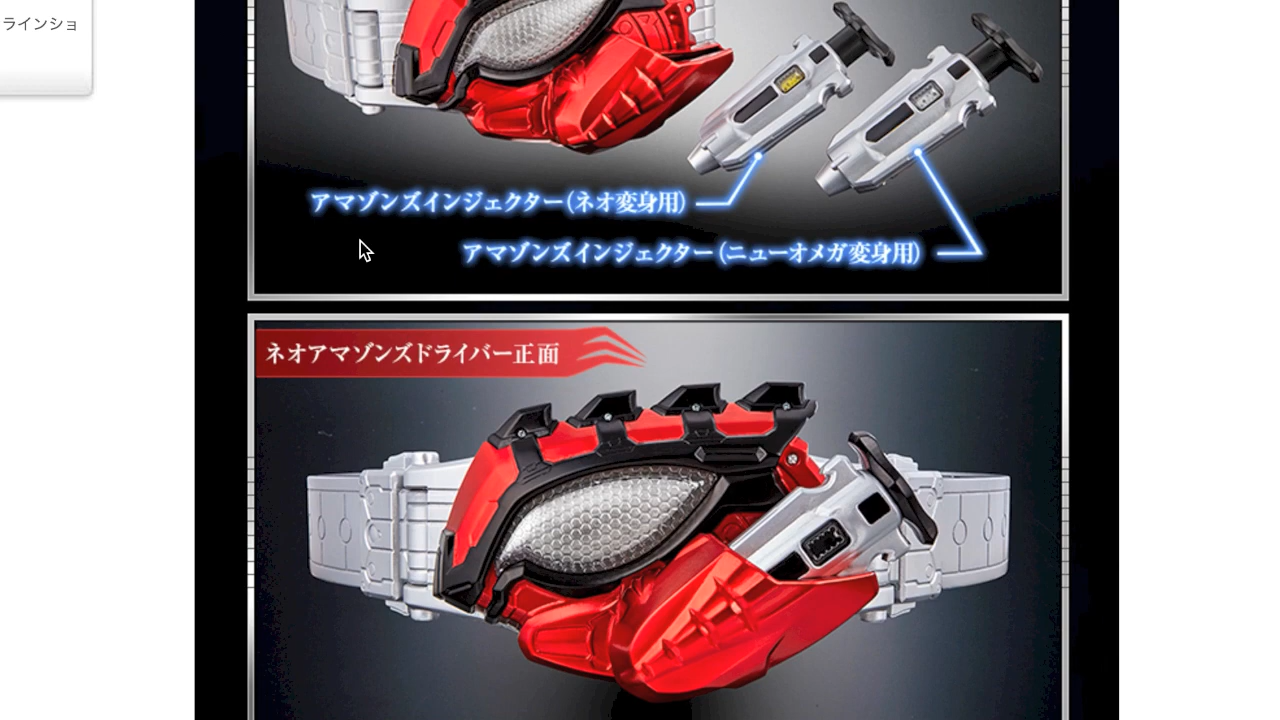 ラインショ
アマゾンズインジェクター(ネオ変身用)
アマゾンズインジェクター(ニューオメガ変身用)
ネオアマゾンズドライバー正面